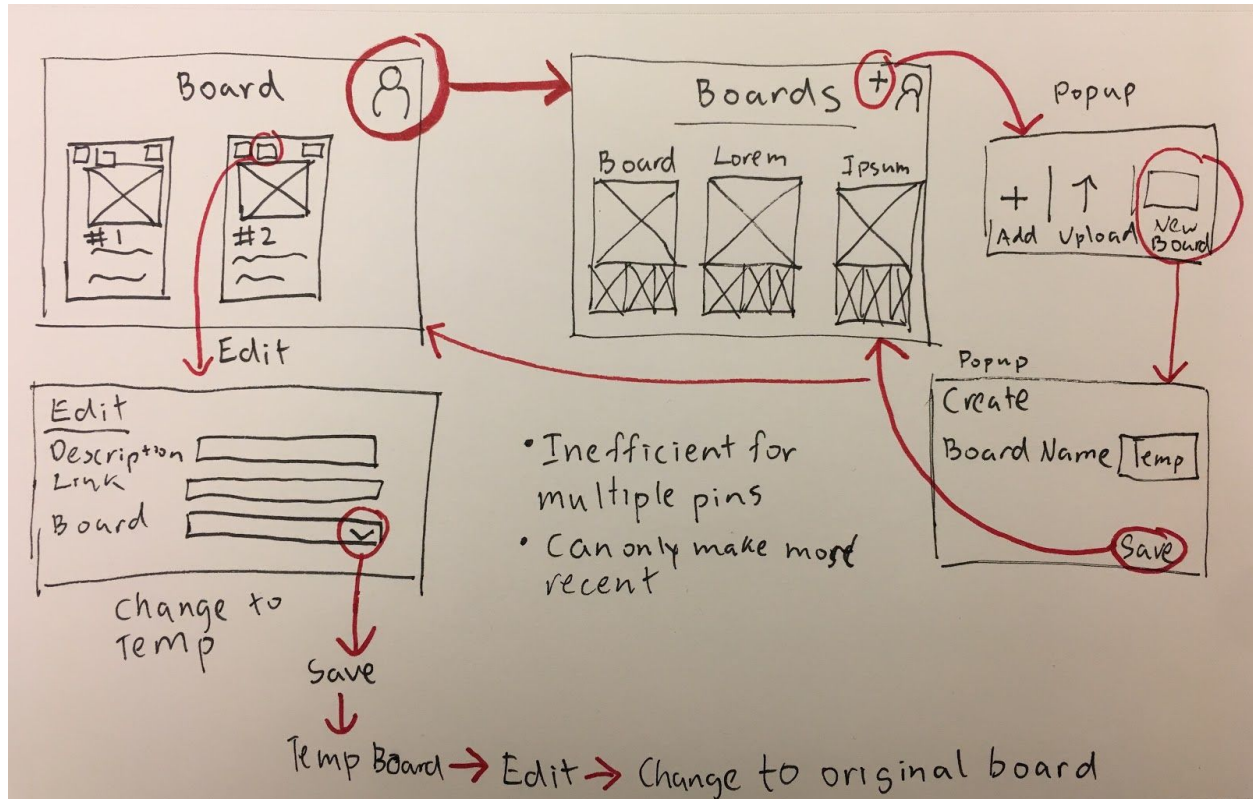 Board
#1
#2
Boards
+
Board
Lorem
Ipsum
Popup
+
Add
↑
Upload
New
Board
Edit
Edit
Description
Link
Board
Change to
Temp
Popup
Create
Board Name Temp
Save
• Inefficient for
multiple pins
• Can only make more
recent
Save
Temp Board → Edit → Change to original board